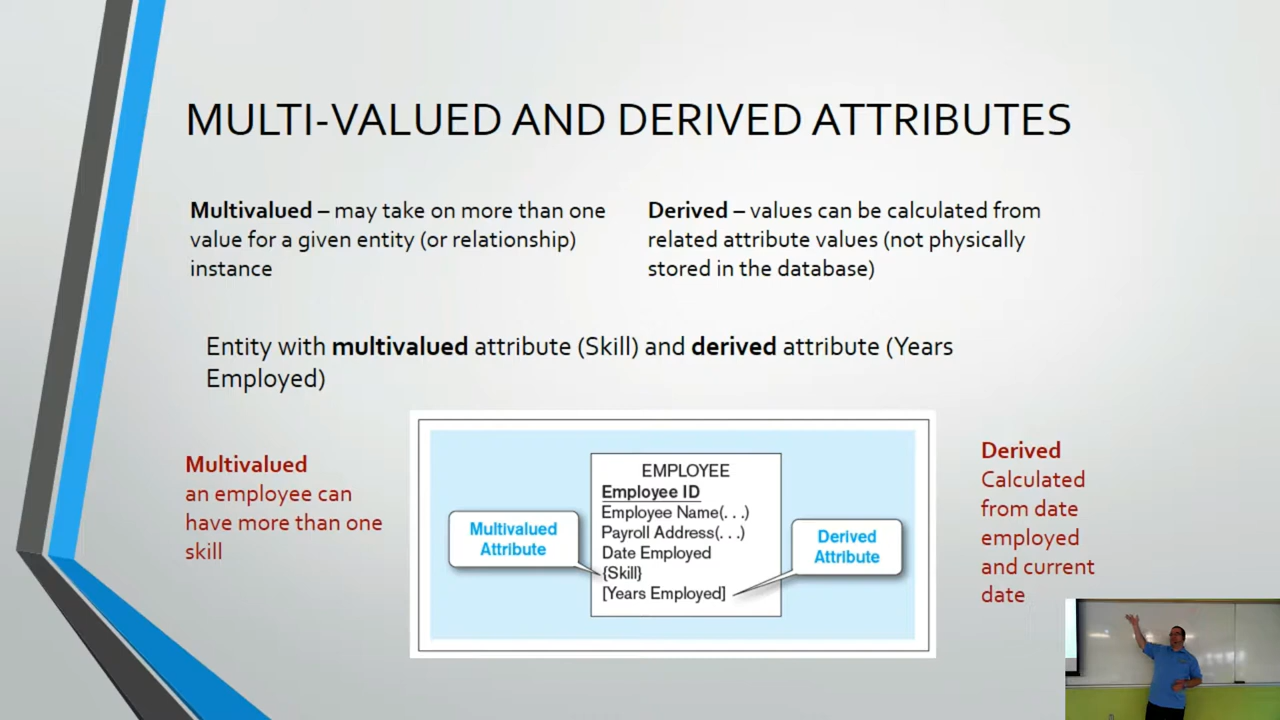 MULTI-VALUED AND DERIVED ATTRIBUTES
Multivalued – may take on more than one
value for a given entity (or relationship)
instance
Derived – values can be calculated from
related attribute values (not physically
stored in the database)
Entity with multivalued attribute (Skill) and derived attribute (Years
Employed)
Multivalued
an employee can
have more than one
skill
Multivalued
Attribute
EMPLOYEE
Employee ID
Employee Name(. . .)
Payroll Address(. . .)
Date Employed
{Skill}
[Years Employed]
Derived
Attribute
Derived
Calculated
from date
employed
and current
date